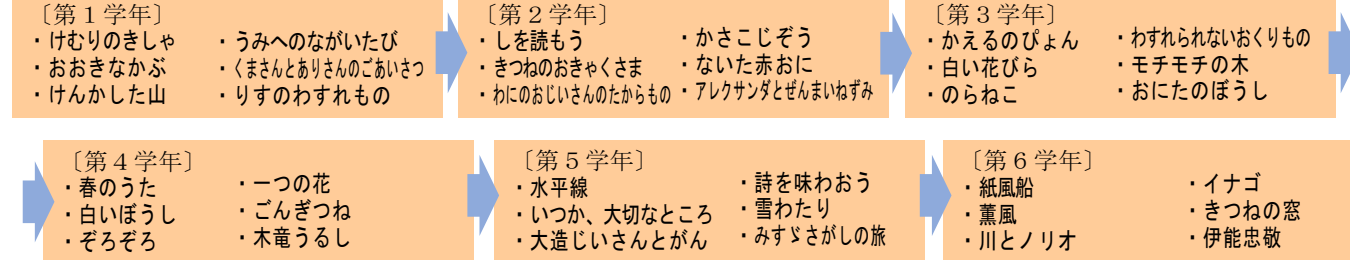 〔第１学年〕
・けむりのきしゃ　・うみへのながいたび
・おおきなかぶ　・くまさんとありさんのごあいさつ
・けんかした山　・りすのわすれもの
〔第２学年〕
・しを読もう　・かさこじぞう
・きつねのおきゃくさま　・ないた赤おに
・わにのおじいさんのたからもの　・アレクサンダとぜんまいねずみ
〔第３学年〕
・かえるのぴょん　・わすれられないおくりもの
・白い花びら　・モチモチの木
・のらねこ　・おにたのぼうし
〔第４学年〕
・春のうた　・一つの花
・白いぼうし　・ごんぎつね
・ぞろぞろ　・木竜うるし
〔第５学年〕
・水平線　・詩を味わおう
・いつか、大切なところ　・雪わたり
・大造じいさんとがん　・みすゞさがしの旅
〔第６学年〕
・紙風船　・イナゴ
・薫風　・きつねの窓
・川とノリオ　・伊能忠敬